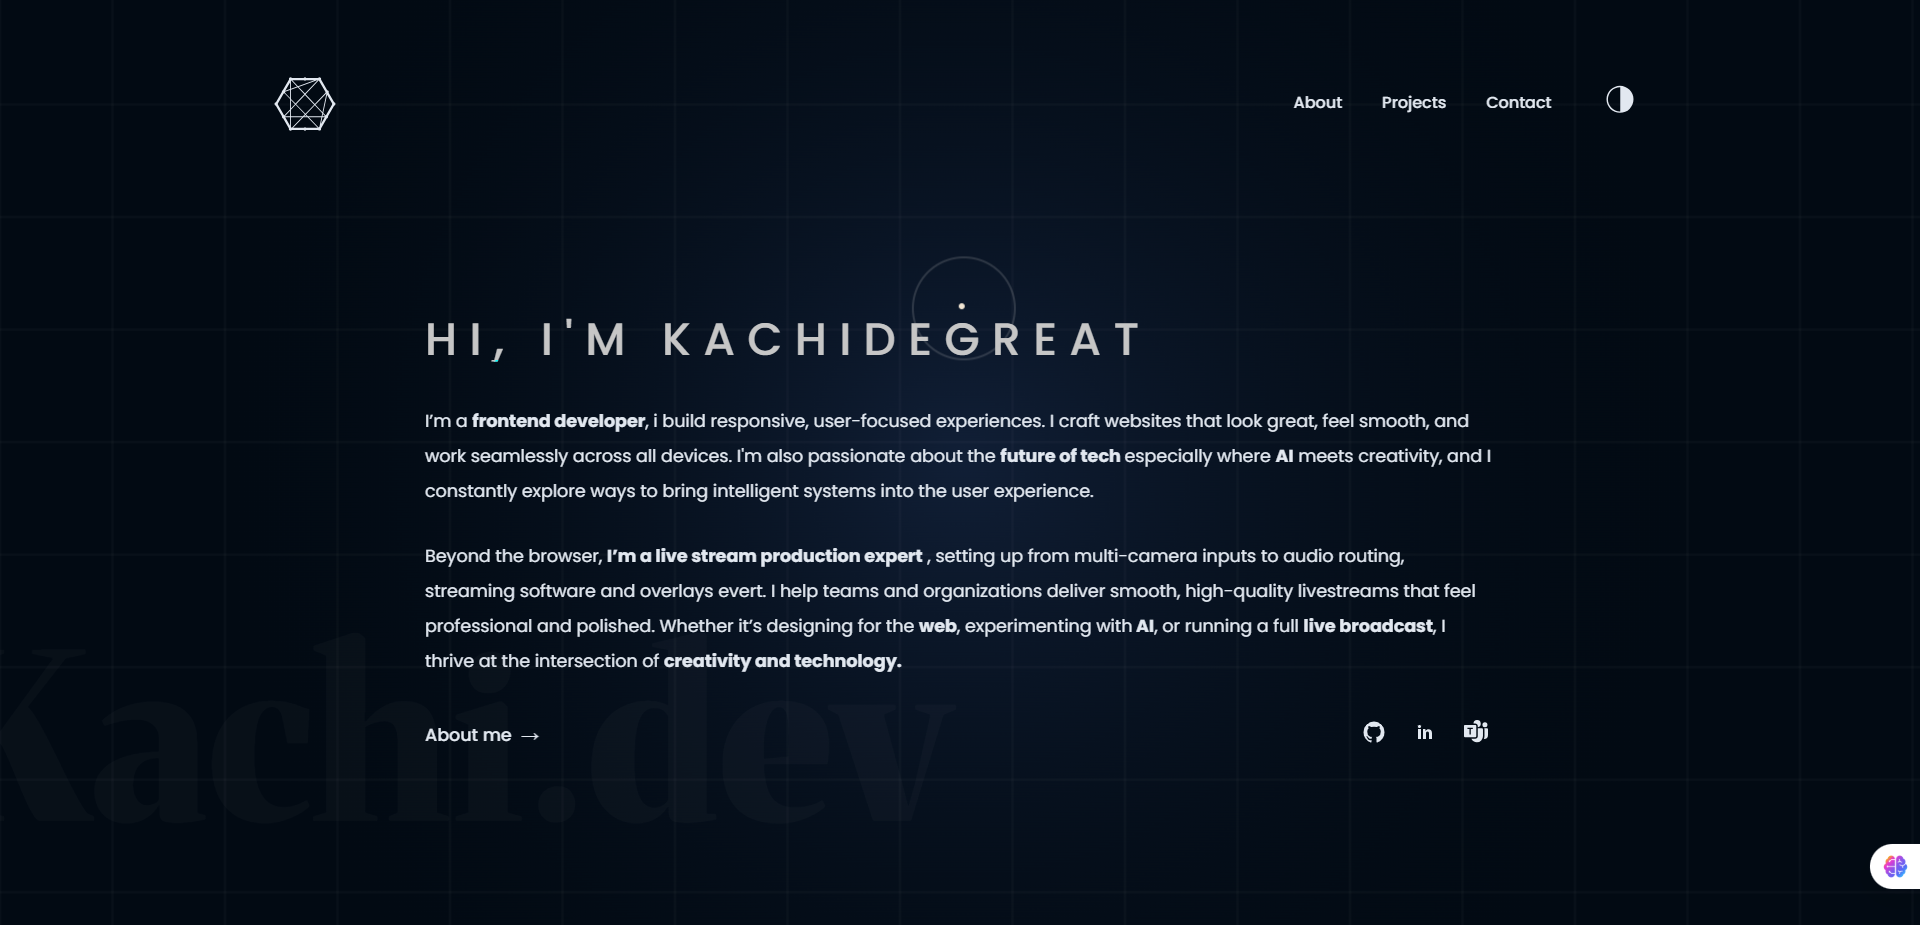 About
Projects
Contact
HI, I'M KACHIDEGREAT
I’m a frontend developer, i build responsive, user-focused experiences. I craft websites that look great, feel smooth, and
work seamlessly across all devices. I'm also passionate about the future of tech especially where AI meets creativity, and I
constantly explore ways to bring intelligent systems into the user experience.
Beyond the browser, I’m a live stream production expert , setting up from multi-camera inputs to audio routing,
streaming software and overlays evert. I help teams and organizations deliver smooth, high-quality livestreams that feel
professional and polished. Whether it’s designing for the web, experimenting with AI, or running a full live broadcast, I
thrive at the intersection of creativity and technology.
Kachi.dev
About me →
in
T